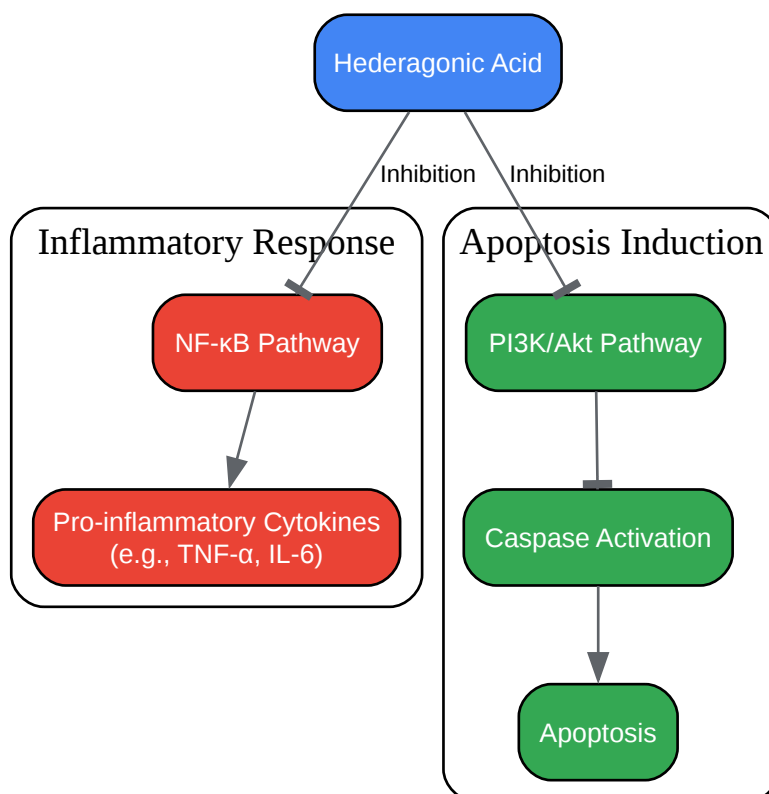 Hederagonic Acid
Inhibition
Inhibition
Inflammatory Response
Apoptosis Induction
NF-κB Pathway
PI3K/Akt Pathway
Pro-inflammatory Cytokines
(e.g., TNF-α, IL-6)
Caspase Activation
Apoptosis